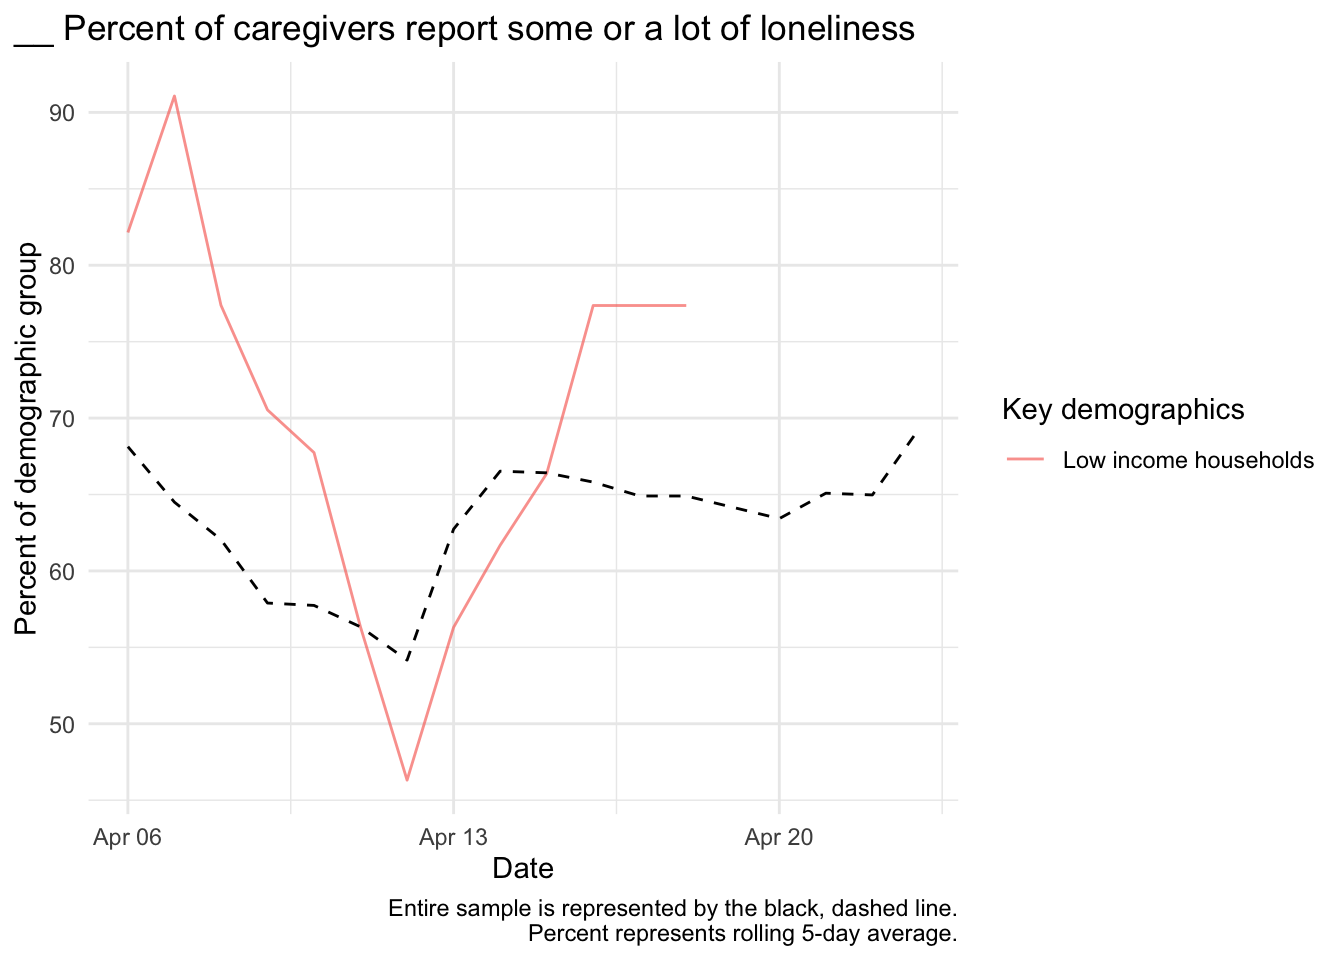 __ Percent of caregivers report some or a lot of loneliness
Percent of demographic group
90
80
70
60
50
Apr 06
Apr 13
Apr 20
Date
Key demographics
Low income households
Entire sample is represented by the black, dashed line.
Percent represents rolling 5-day average.